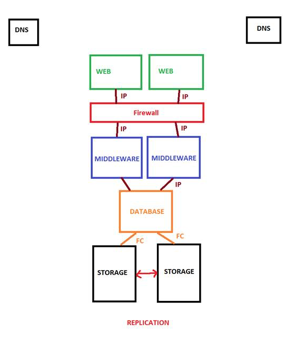 DNS
DNS
WEB
WEB
IP
IP
Firewall
IP
IP
MIDDLEWARE
MIDDLEWARE
IP
DATABASE
FC
FC
STORAGE
STORAGE
REPLICATION